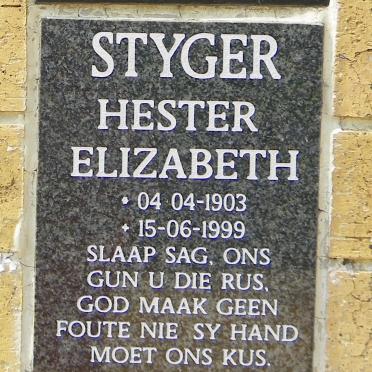 STYGER
HESTER
ELIZABETH
* 04 04-1903
+ 15-06-1999
SLAAP SAG, ONS
GUN U DIE RUS,
GOD MAAK GEEN
FOUTE NIE SY HAND
MOET ONS KUS.